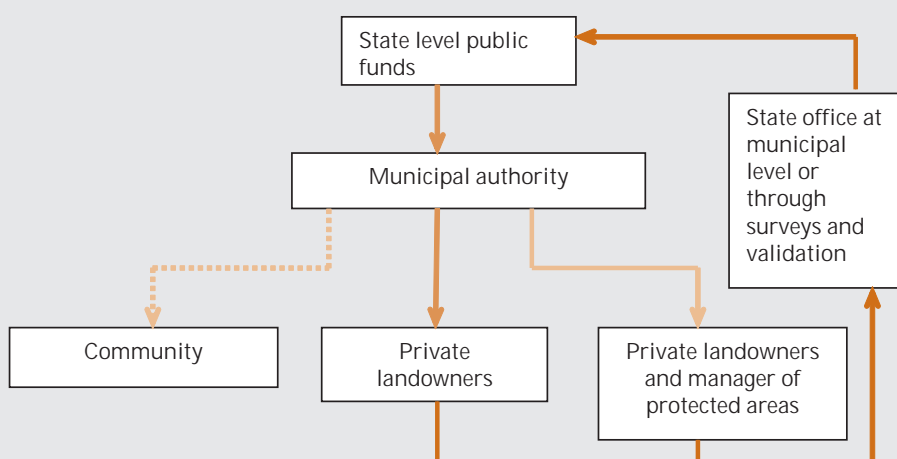 State level public
funds
State office at
municipal
level or
through
surveys and
validation
Municipal authority
Community
Private
landowners
Private landowners
and manager of
protected areas